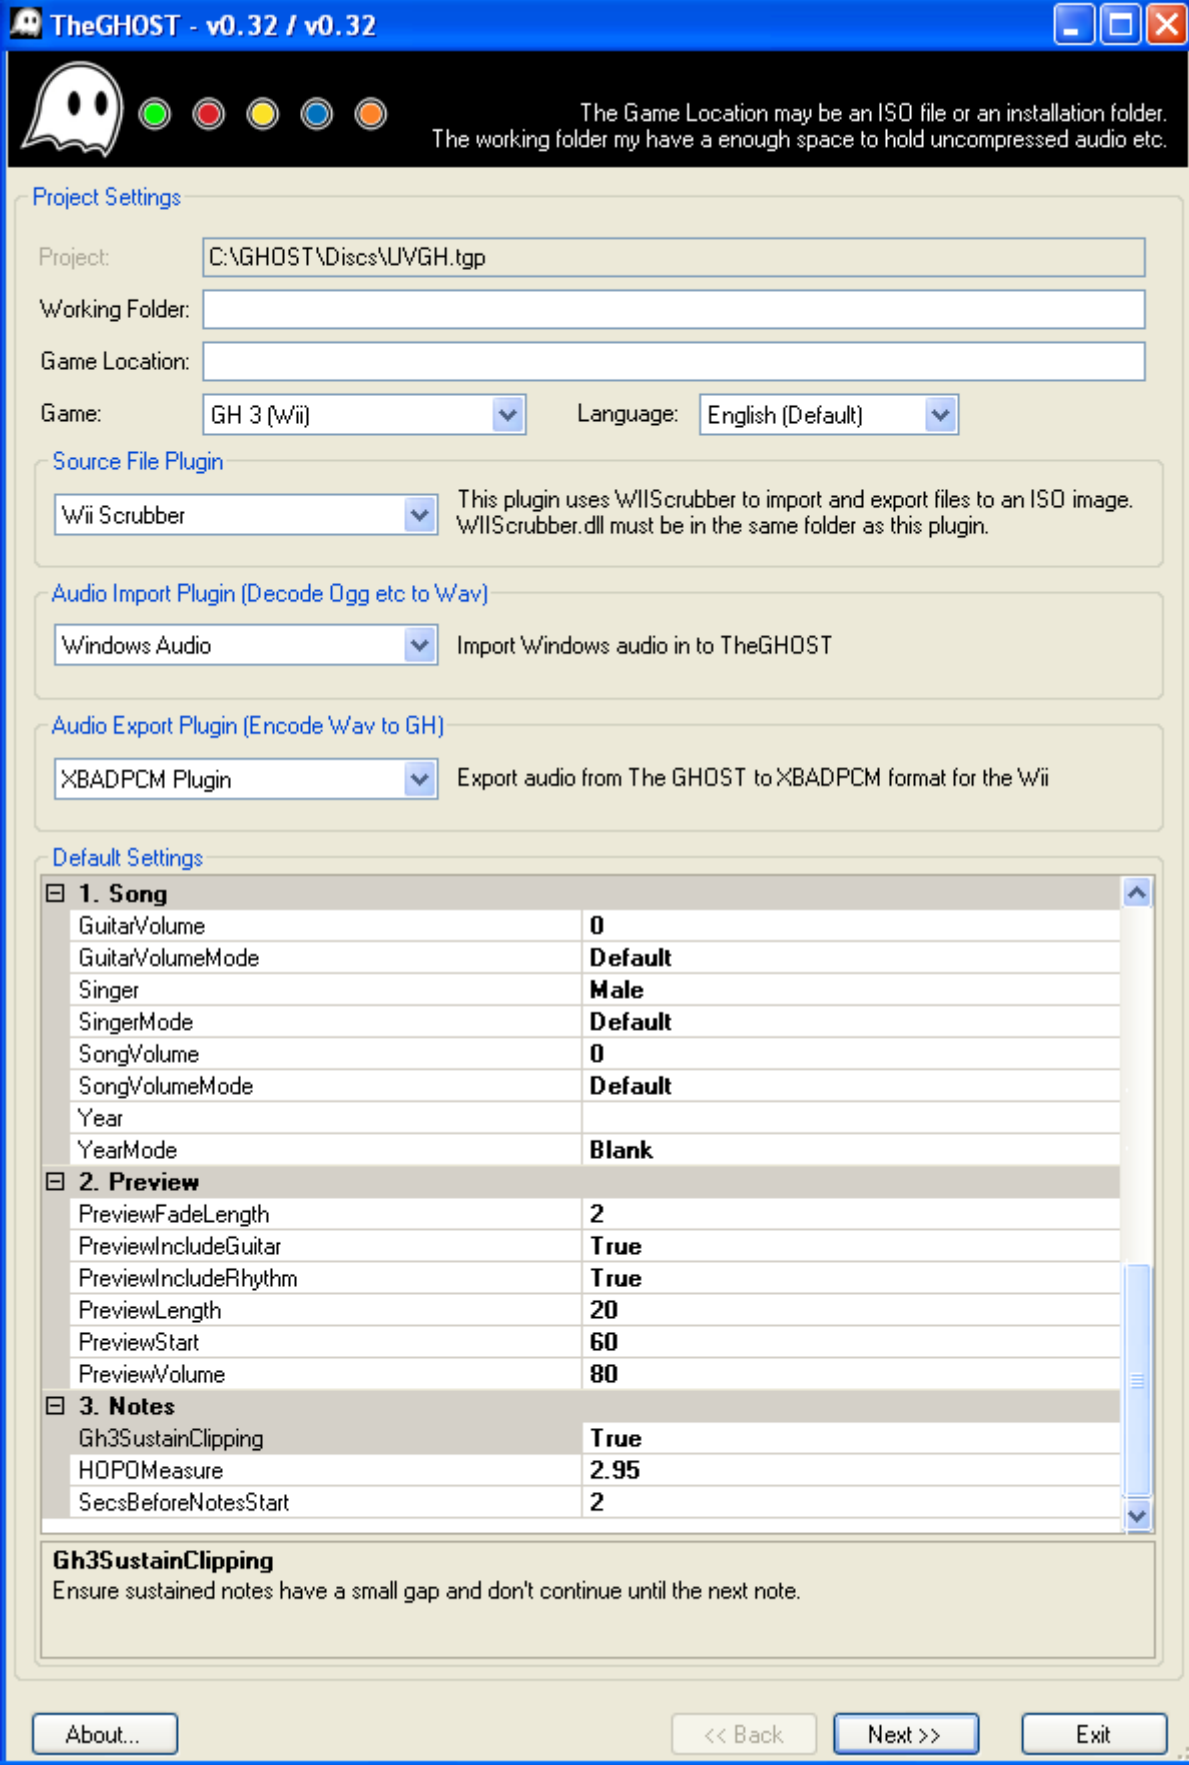 TheGHOST - v0.32 / v0.32
The Game Location may be an ISO file or an installation folder.
The working folder my have a enough space to hold uncompressed audio etc.
Project Settings
Project: C:\GHOST\Discs\UVGH.tgp
Working Folder:
Game Location:
Game: GH 3 (Wii) Language: English (Default)
Source File Plugin
Wii Scrubber
This plugin uses WIIScrubber to import and export files to an ISO image.
WIIScrubber.dll must be in the same folder as this plugin.
Audio Import Plugin (Decode Ogg etc to Wav)
Windows Audio Import Windows audio in to TheGHOST
Audio Export Plugin (Encode Wav to GH)
XBADPCM Plugin Export audio from The GHOST to XBADPCM format for the Wii
Default Settings
1. Song
GuitarVolume 0
GuitarVolumeMode Default
Singer Male
SingerMode Default
SongVolume 0
SongVolumeMode Default
Year
YearMode Blank
2. Preview
PreviewFadeLength 2
PreviewIncludeGuitar True
PreviewIncludeRhythm True
PreviewLength 20
PreviewStart 60
PreviewVolume 80
3. Notes
Gh3SustainClipping True
HOPOMeasure 2.95
SecsBeforeNotesStart 2
Gh3SustainClipping
Ensure sustained notes have a small gap and don't continue until the next note.
About... << Back Next >> Exit